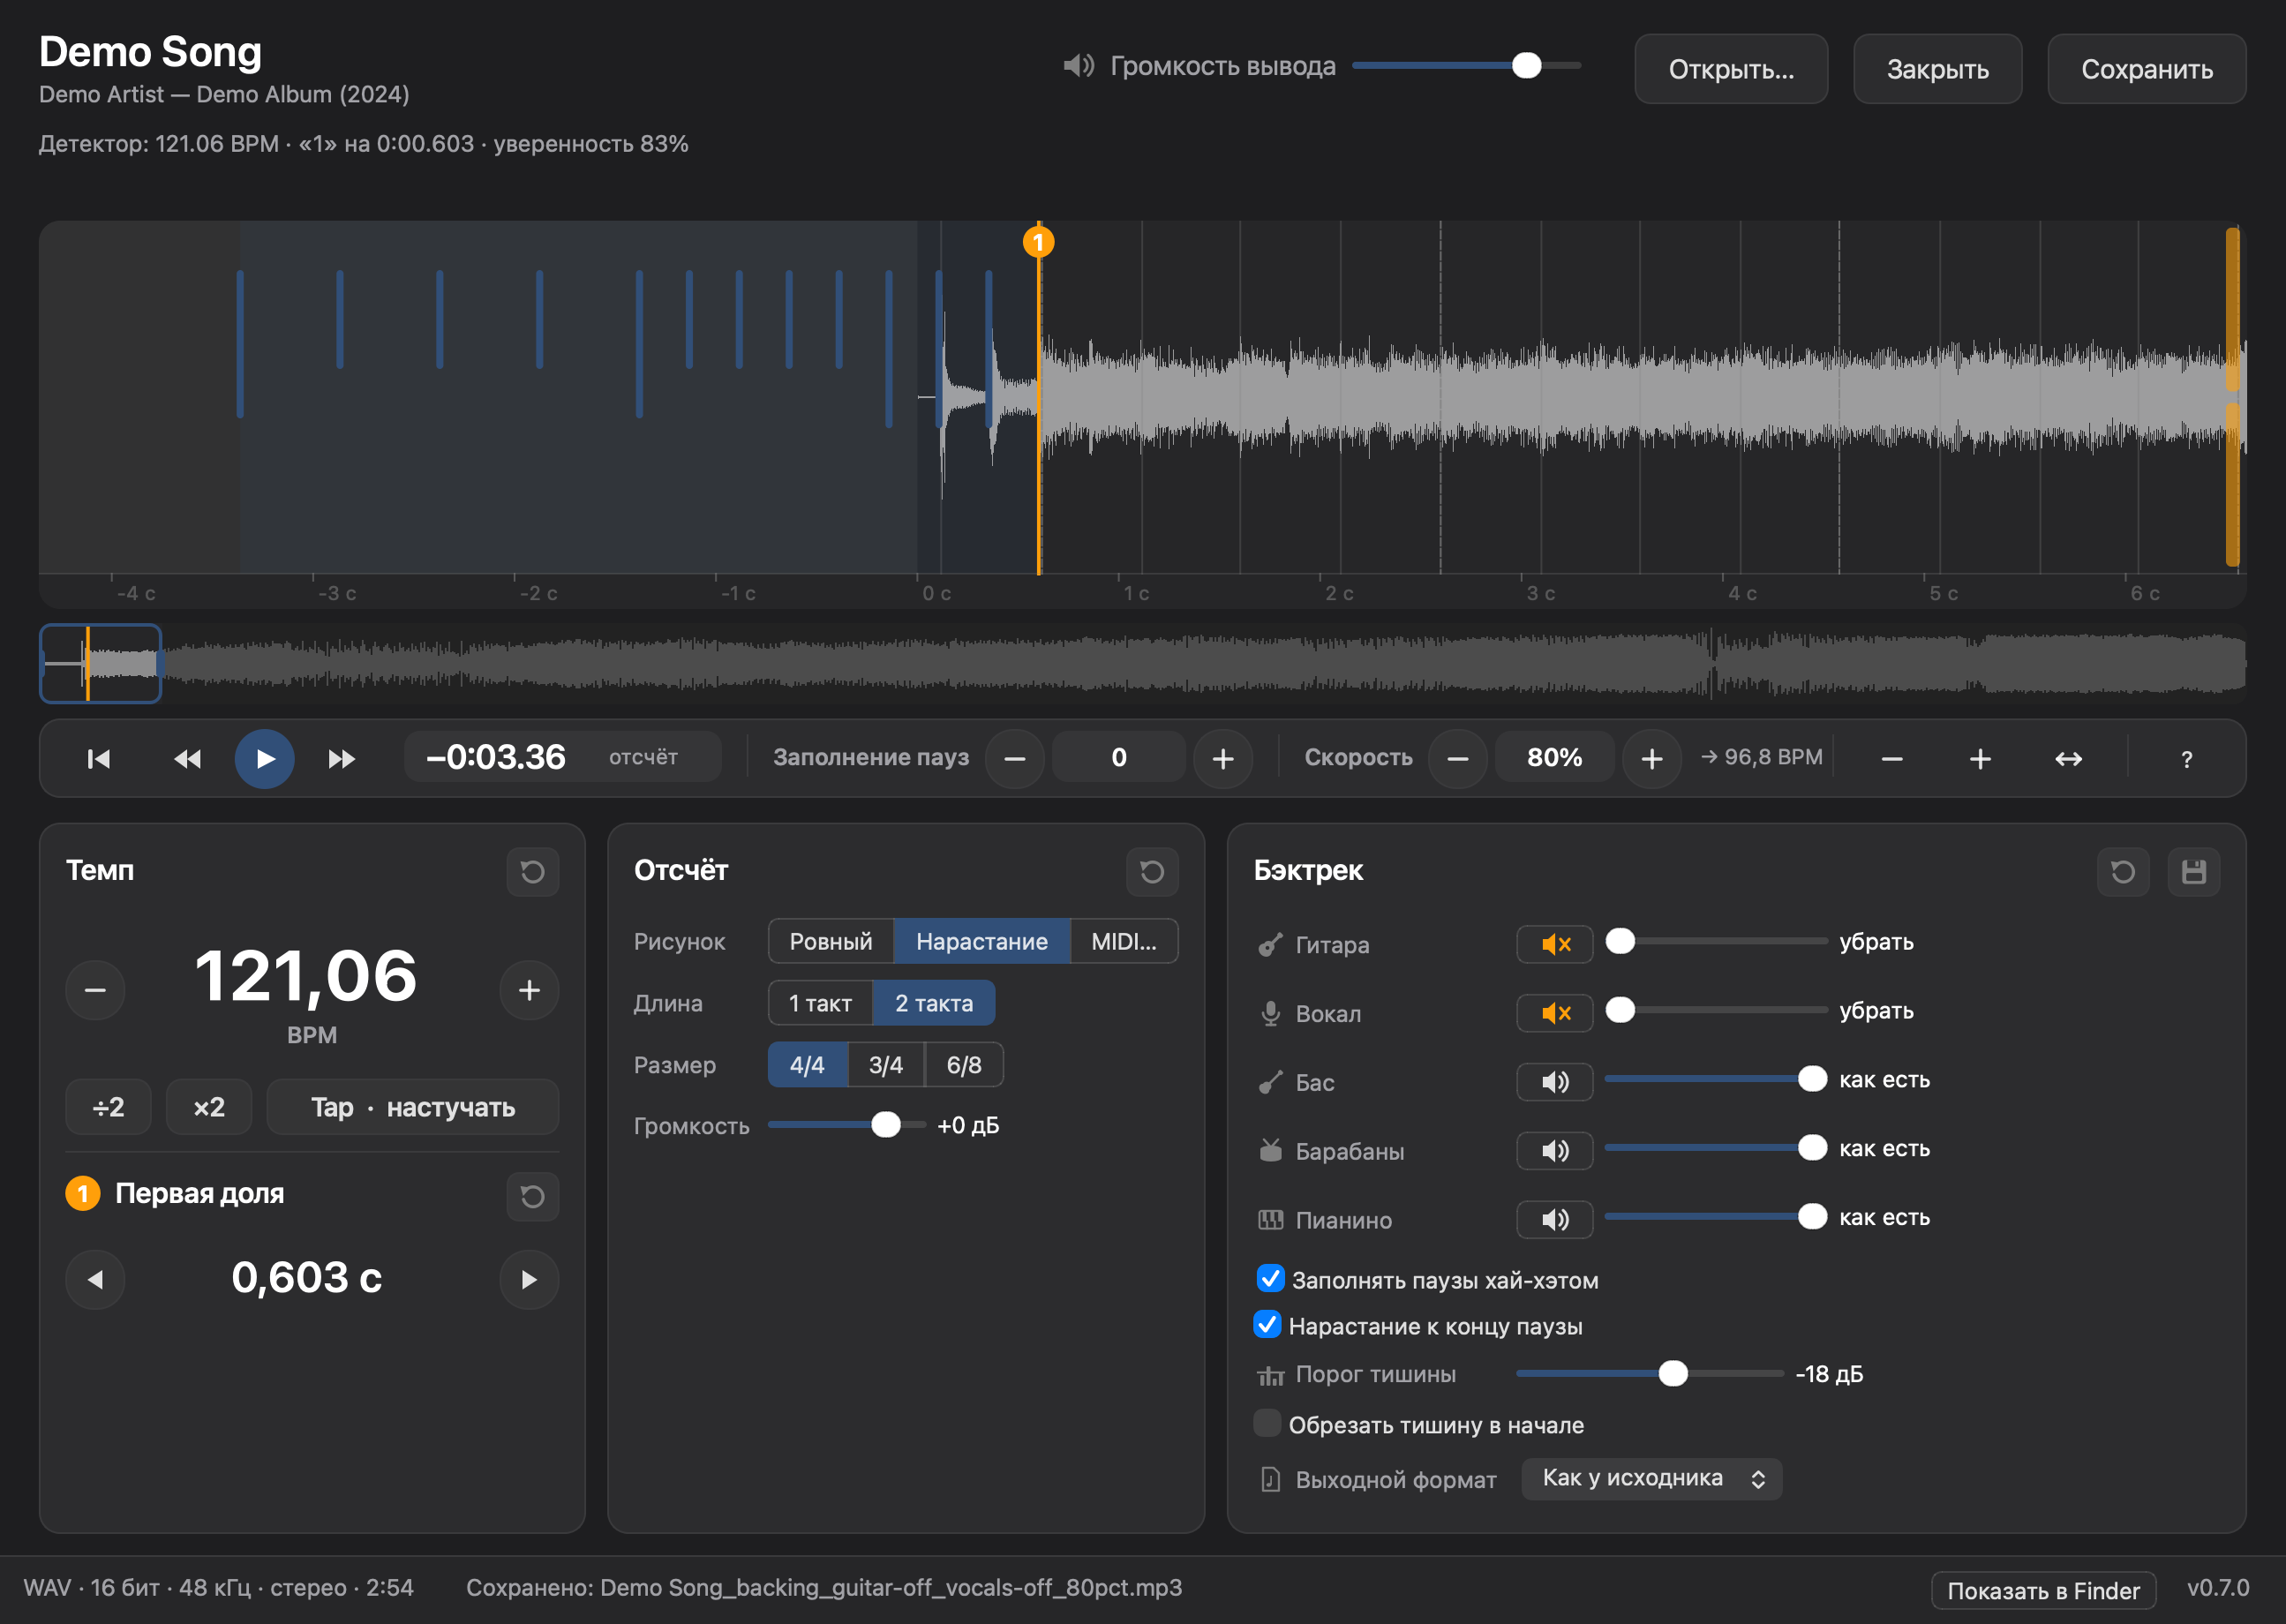 Demo Song
Demo Artist — Demo Album (2024)
Детектор: 121.06 BPM · «1» на 0:00.603 · уверенность 83%
Громкость вывода
Открыть...
Закрыть
Сохранить
1
-4 с
-3 с
-2 с
-1 с
0 с
1 с
2 с
3 с
4 с
5 с
6 с
−0:03.36 отсчёт
Заполнение пауз
− 0 +
Скорость
− 80% +
→ 96,8 BPM
− + ↔ ?
Темп
− 121,06 +
BPM
÷2
×2
Tap · настучать
1 Первая доля
0,603 с
Отсчёт
Рисунок Ровный Нарастание MIDI...
Длина 1 такт 2 такта
Размер 4/4 3/4 6/8
Громкость +0 дБ
Бэктрек
Гитара убрать
Вокал убрать
Бас как есть
Барабаны как есть
Пианино как есть
Заполнять паузы хай-хэтом
Нарастание к концу паузы
Порог тишины -18 дБ
Обрезать тишину в начале
Выходной формат Как у исходника
WAV · 16 бит · 48 кГц · стерео · 2:54
Сохранено: Demo Song_backing_guitar-off_vocals-off_80pct.mp3
Показать в Finder
v0.7.0